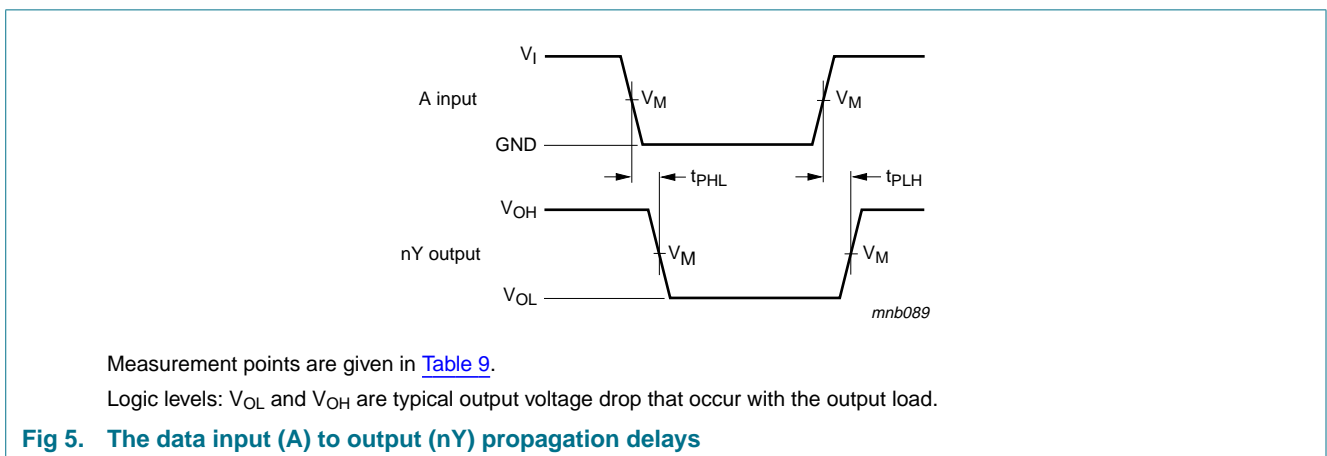 V_I
A input
V_M
V_M
GND
t_PHL
t_PLH
V_OH
nY output
V_M
V_M
V_OL
mnb089
Measurement points are given in Table 9.
Logic levels: V_OL and V_OH are typical output voltage drop that occur with the output load.
Fig 5. The data input (A) to output (nY) propagation delays